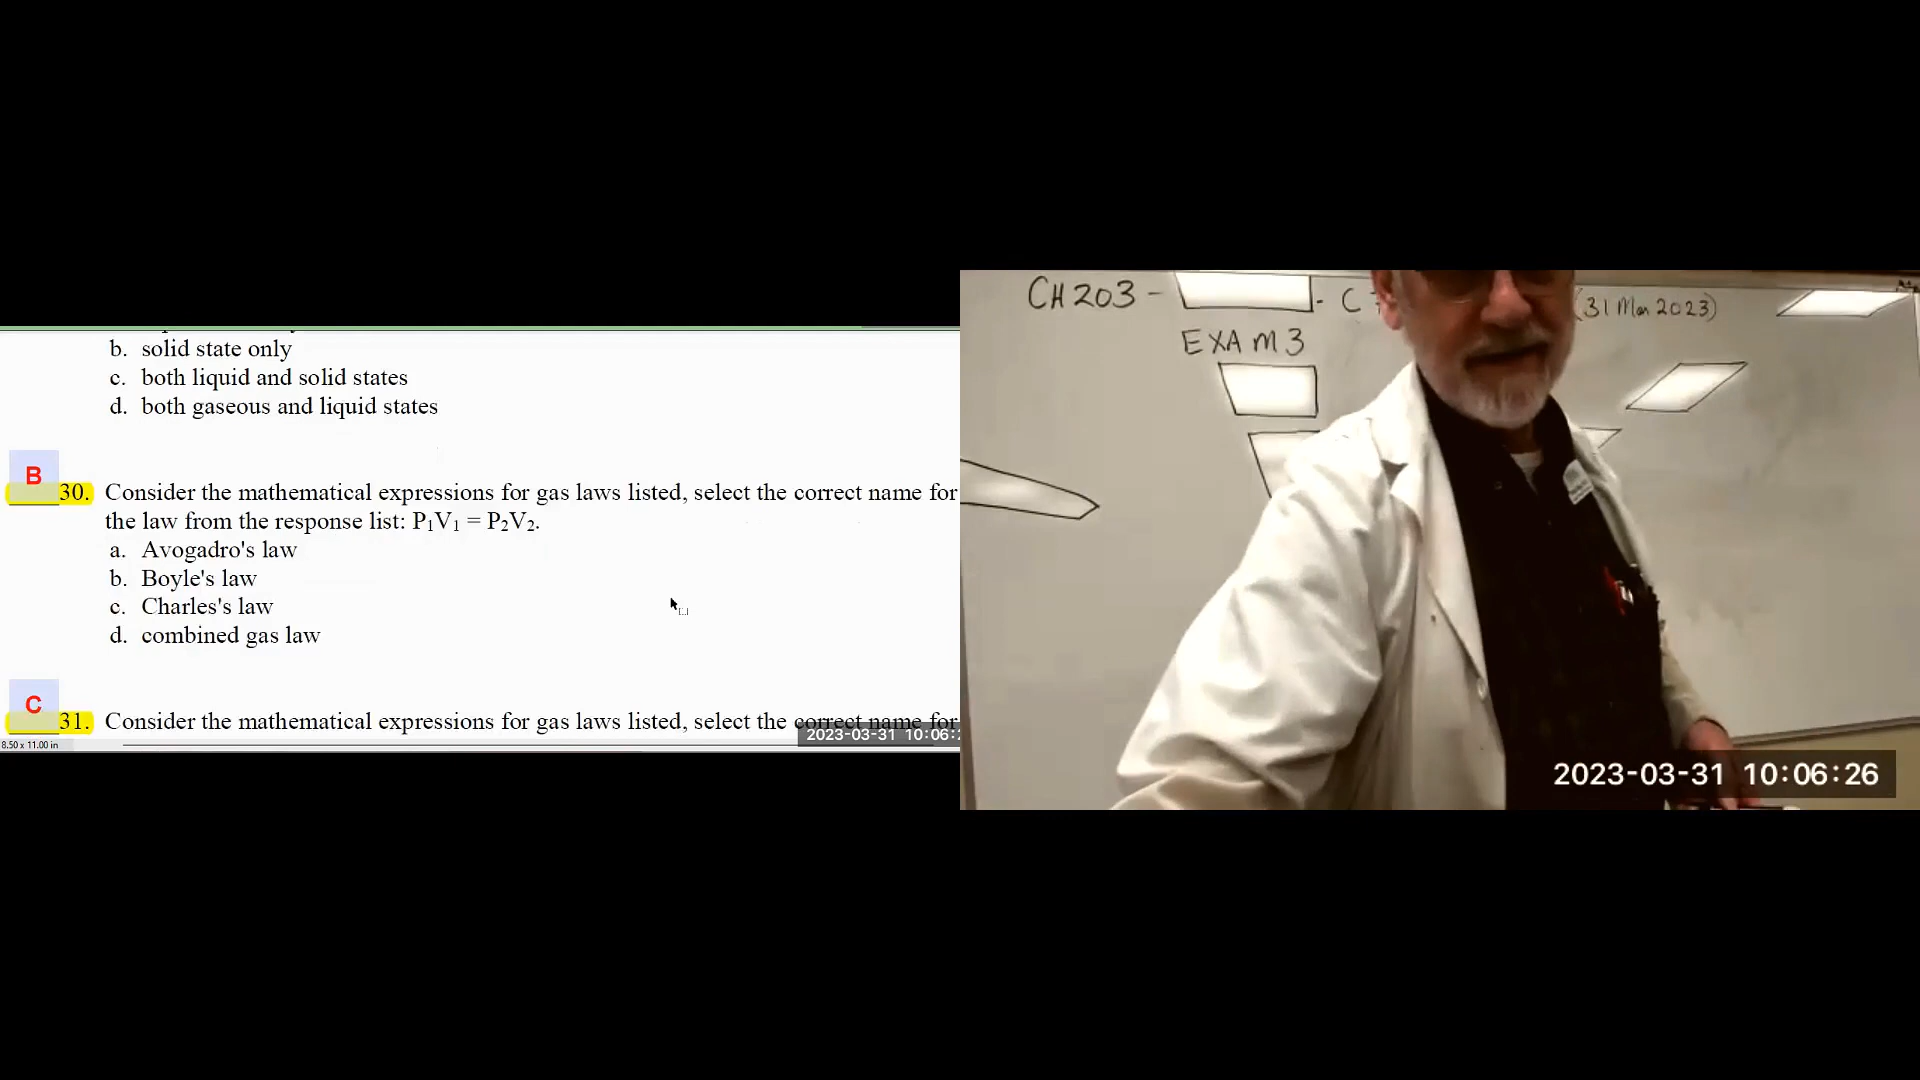 b. solid state only
c. both liquid and solid states
d. both gaseous and liquid states
B
30. Consider the mathematical expressions for gas laws listed, select the correct name for
the law from the response list: P₁V₁ = P₂V₂.
a. Avogadro's law
b. Boyle's law
c. Charles's law
d. combined gas law
C
31. Consider the mathematical expressions for gas laws listed, select the correct name for
8.50 x 11.00 in
2023-03-31 10:06:2
CH 203 - - C
(31 Mar 2023)
EXAM 3
2023-03-31 10:06:26